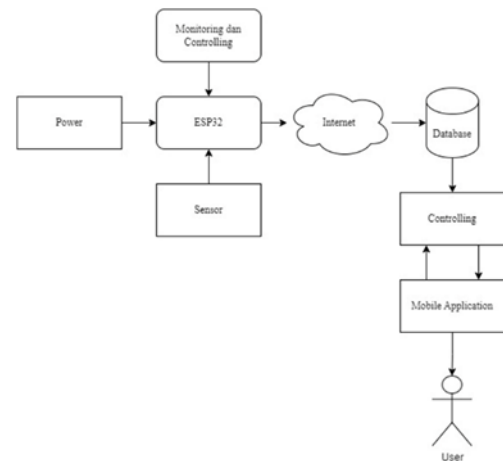 Monitoring dan
Controlling
Power
ESP32
Internet
Database
Sensor
Controlling
Mobile Application
User